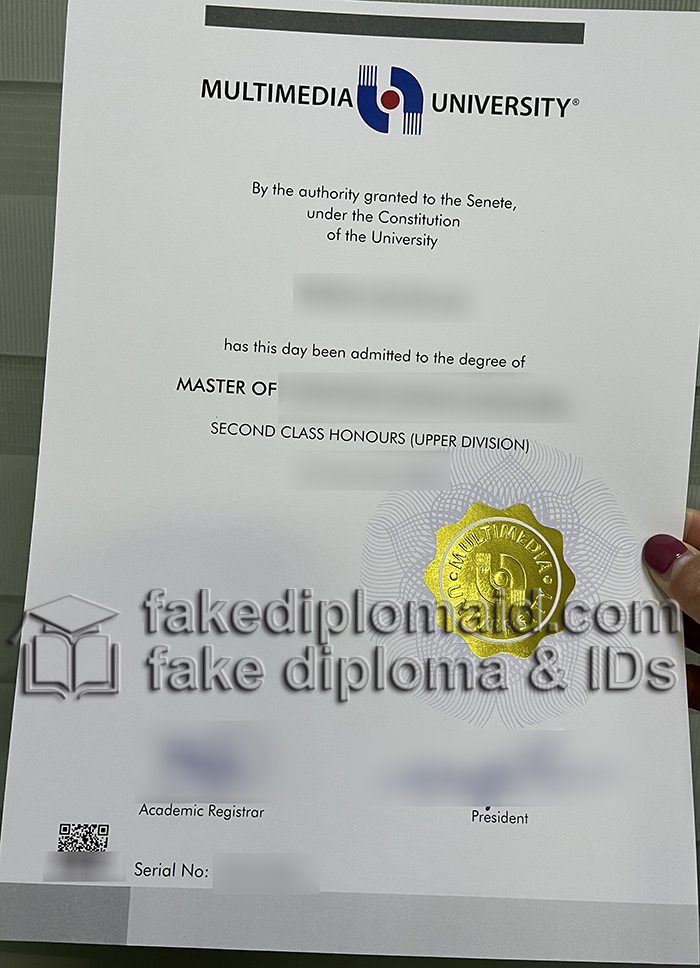 MULTIMEDIA UNIVERSITY®
By the authority granted to the Senete,
under the Constitution
of the University
has this day been admitted to the degree of
MASTER OF
SECOND CLASS HONOURS (UPPER DIVISION)
MULTIMEDIA
fakediplomaid.com
fake diploma & IDs
Academic Registrar
President
Serial No: